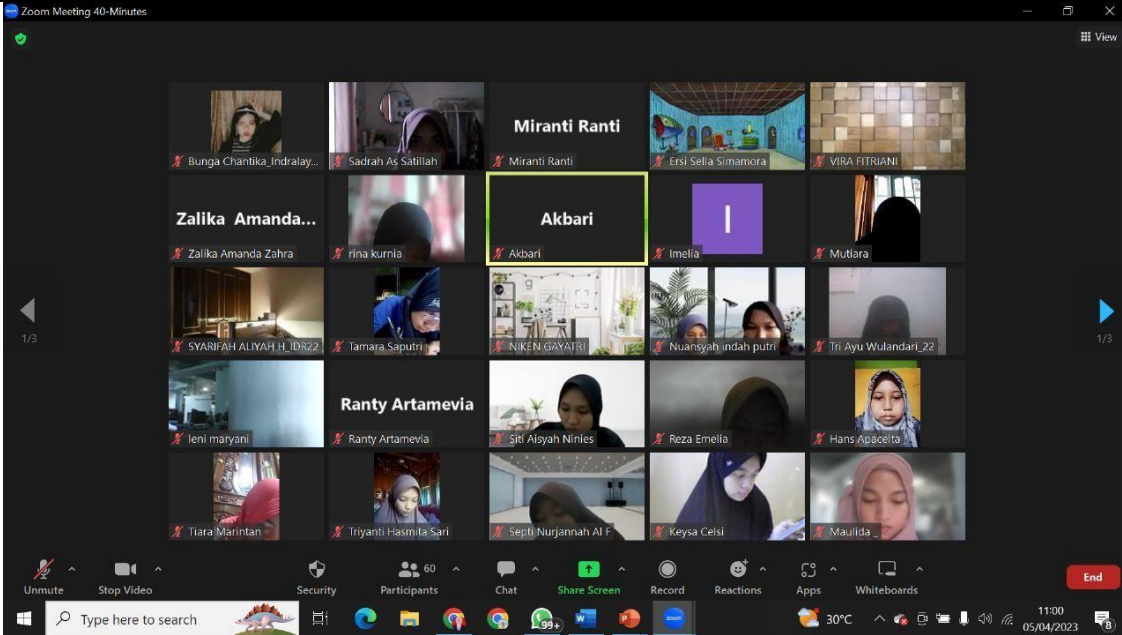 zoom Zoom Meeting 40-Minutes
View
Bunga Chantika_Indralay...
Sadrah As Satillah
Miranti Ranti
Miranti Ranti
Ersi Sella Simamora
VIRA FITRIANI
Zalika Amanda...
Zalika Amanda Zahra
rina kurnia
Akbari
Akbari
I
Imelia
Mutiara
SYARIFAH ALIYAH.H_IDR22
Tamara Saputri
NIKEN GAYATRI
Nuansyah indah putri
Tri Ayu Wulandari_22
1/3
1/3
leni maryani
Ranty Artamevia
Ranty Artamevia
Siti Aisyah Ninies
Reza Emelia
Hans Apacelta
Tiara Marintan
Triyanti Hasmita Sari
Septi Nurjannah Al F
Keysa Celsi
Maulida _
60
Unmute
Stop Video
Security
Participants
Chat
Share Screen
Record
Reactions
Apps
Whiteboards
End
Type here to search
99+
W
P
zoom
30°C
11:00
05/04/2023
8